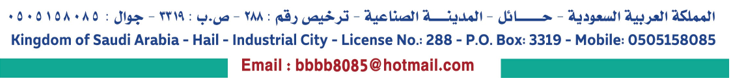 المملكة العربية السعودية - حـــائل - المدينـــة الصناعية - ترخيص رقم : ٢٨٨ - ص.ب : ٣٣١٩ - جوال : ٠٥٠٥١٥٨٠٨٥
Kingdom of Saudi Arabia - Hail - Industrial City - License No.: 288 - P.O. Box: 3319 - Mobile: 0505158085
Email : bbbb8085@hotmail.com